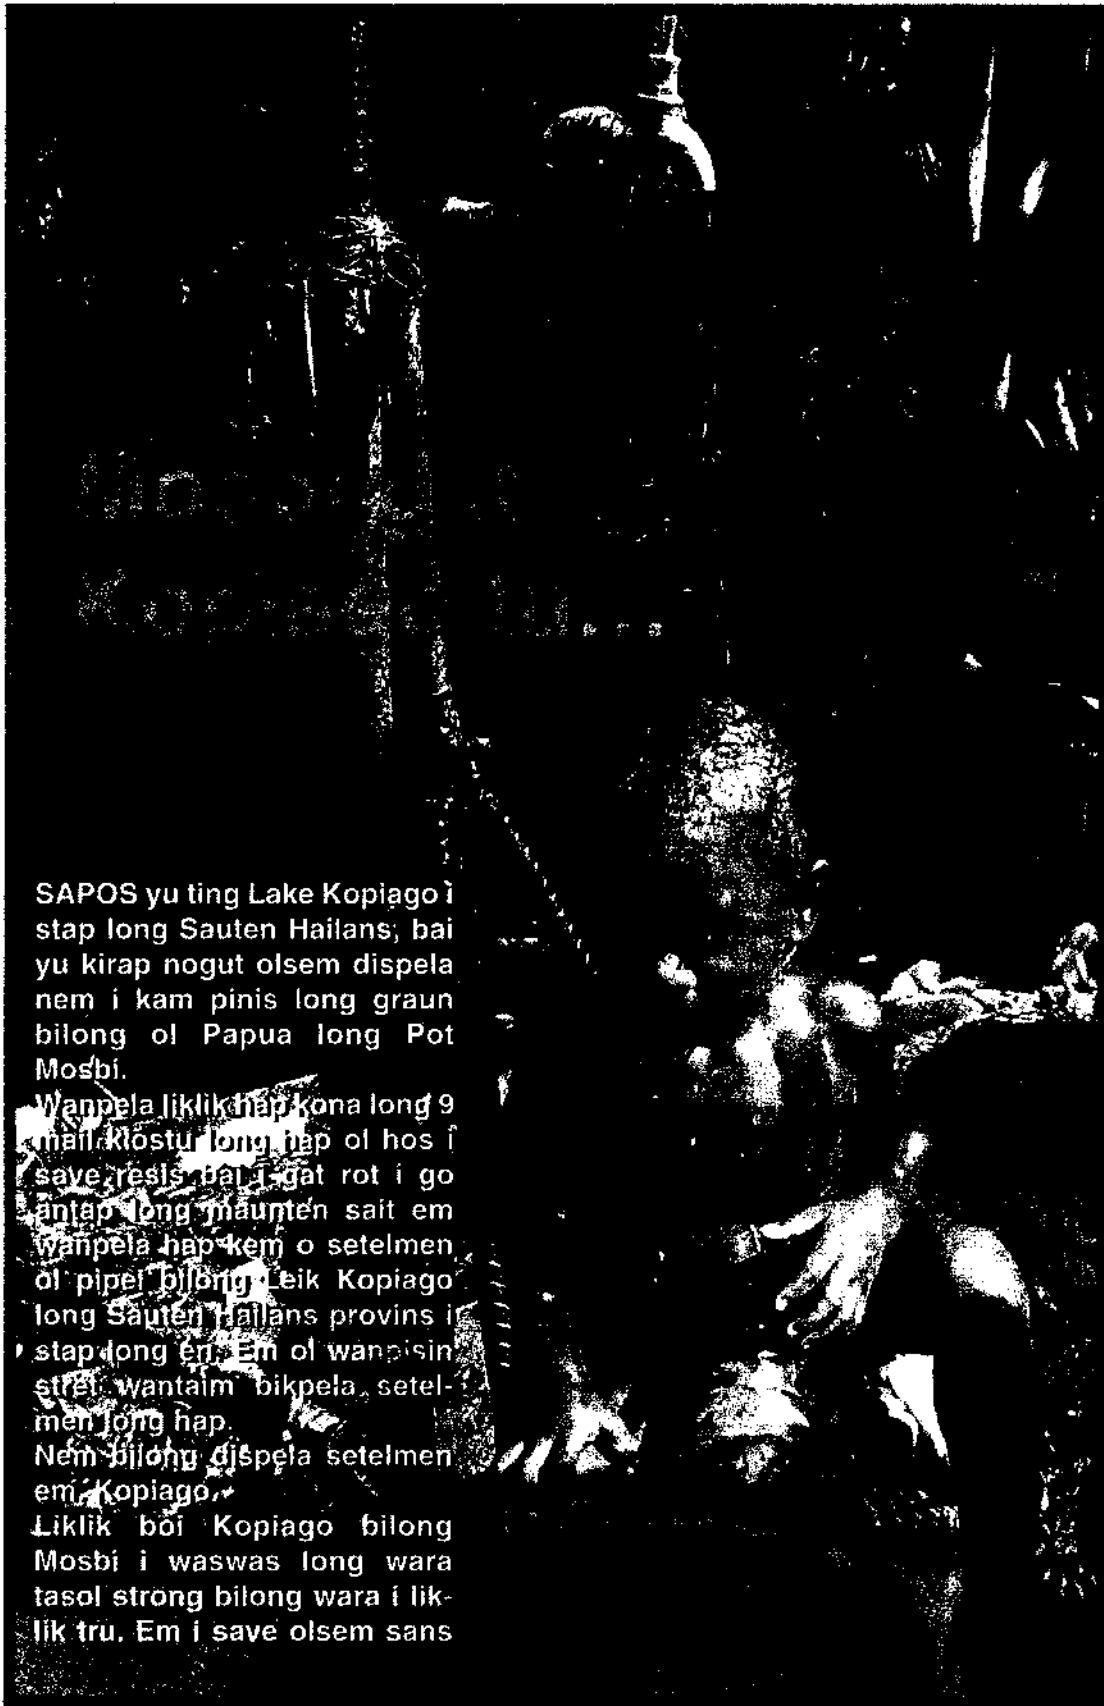 SAPOS yu ting Lake Kopiago i
stap long Sauten Hailans, bai
yu kirap nogut olsem dispela
nem i kam pinis long graun
bilong ol Papua long Pot
Mosbi.
Wanpela liklik hap kona long 9
mail klostu long hap ol hos i
save resis bai i gat rot i go
antap long maunten sait em
wanpela hap kem o setelmen
ol pipel bilong Leik Kopiago
long Sauten Hailans provins i
stap long en. Em ol wanpisin
stret wantaim bikpela setel-
men long hap.
Nem bilong dispela setelmen
em Kopiago.
Liklik boi Kopiago bilong
Mosbi i waswas long wara
tasol strong bilong wara i lik-
lik tru. Em i save olsem sans